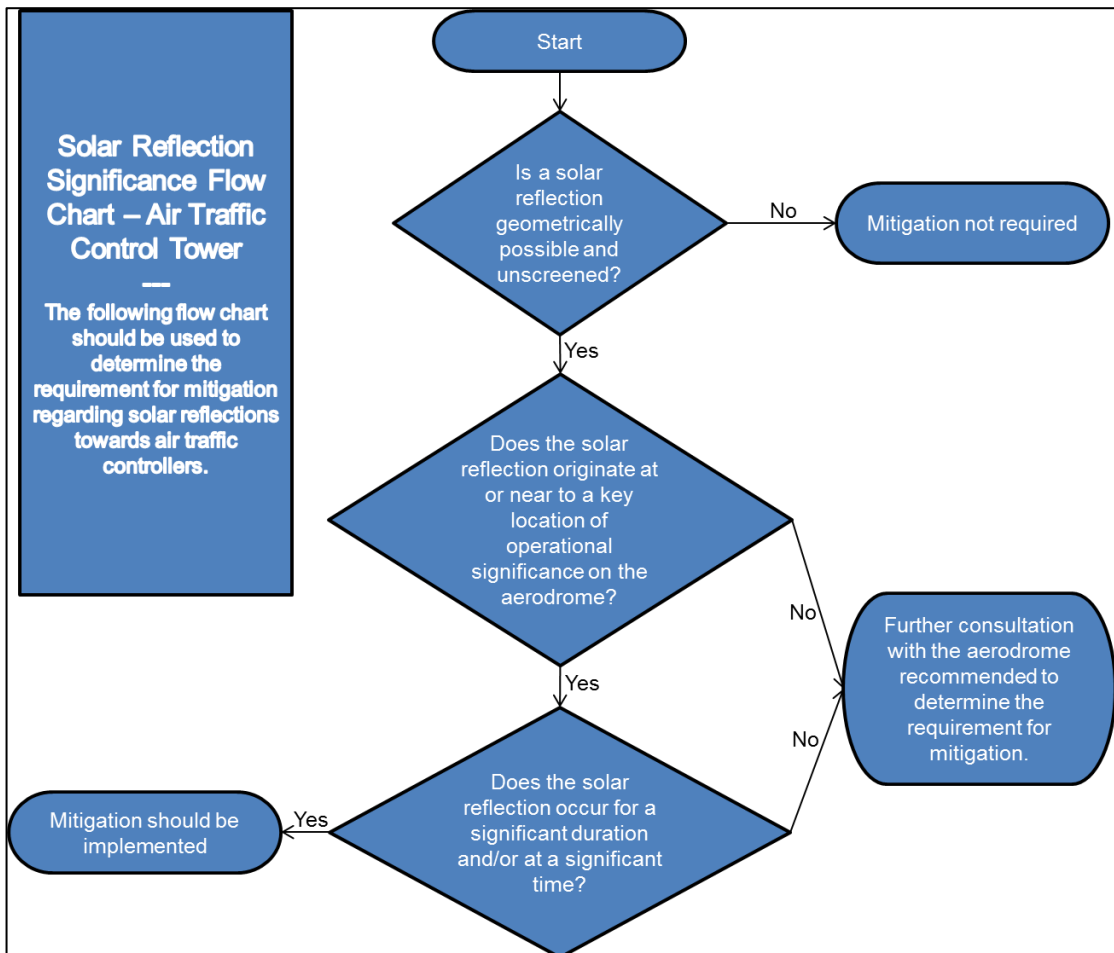 Solar Reflection
Significance Flow
Chart – Air Traffic
Control Tower
---
The following flow chart
should be used to
determine the
requirement for mitigation
regarding solar reflections
towards air traffic
controllers.
Start
Is a solar
reflection
geometrically
possible and
unscreened?
No
Mitigation not required
Yes
Does the solar
reflection originate at
or near to a key
location of
operational
significance on the
aerodrome?
No
Further consultation
with the aerodrome
recommended to
determine the
requirement for
mitigation.
Yes
No
Does the solar
reflection occur for a
significant duration
and/or at a significant
time?
Yes
Mitigation should be
implemented